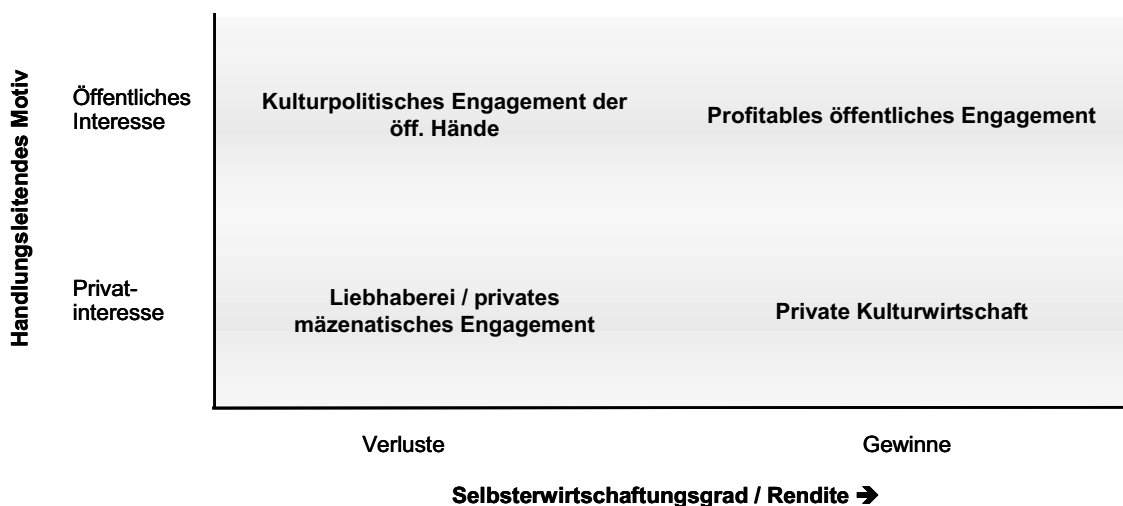 Handlungsleitendes Motiv
Öffentliches
Interesse
Kulturpolitisches Engagement der
öff. Hände
Profitables öffentliches Engagement
Privat-
interesse
Liebhaberei / privates
mäzenatisches Engagement
Private Kulturwirtschaft
Verluste
Gewinne
Selbsterwirtschaftungsgrad / Rendite ➔